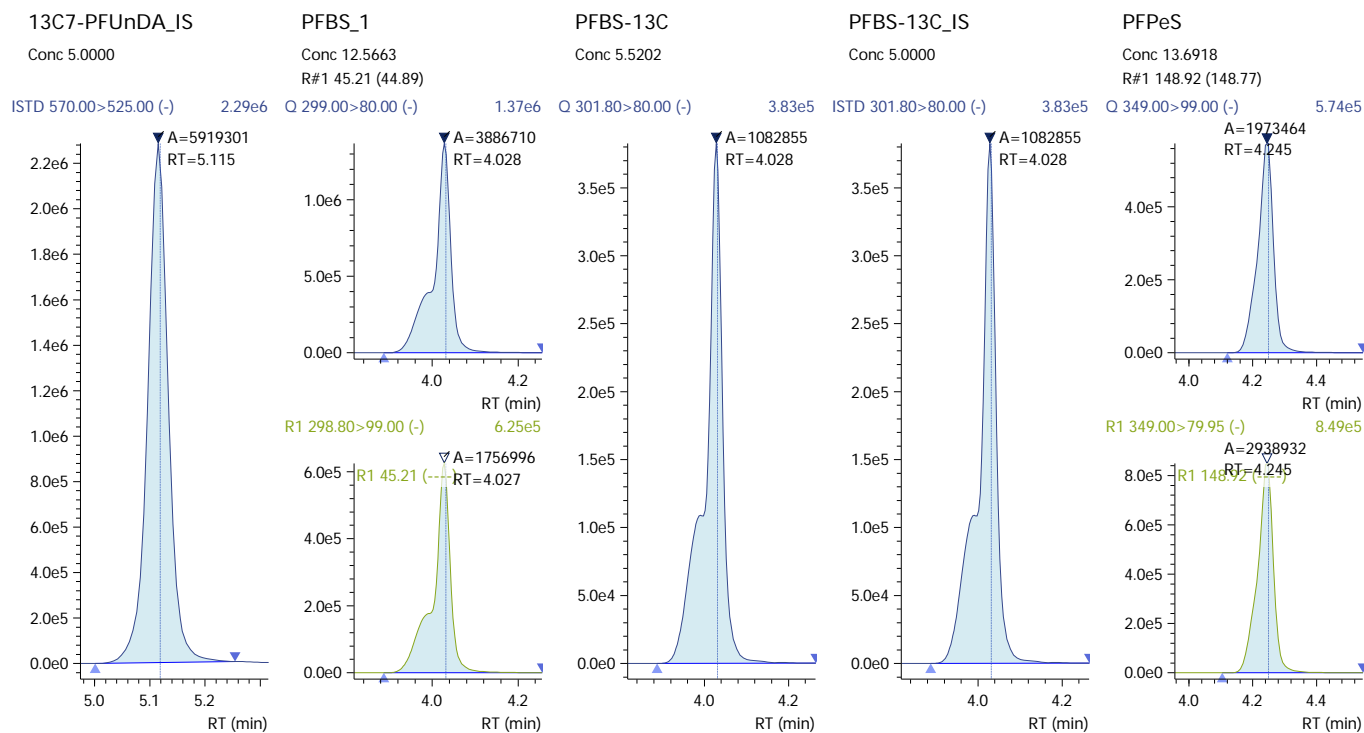 13C7-PFUnDA_IS
Conc 5.0000
ISTD 570.00>525.00 (-) 2.29e6
A=5919301
RT=5.115
2.2e6
2.0e6
1.8e6
1.6e6
1.4e6
1.2e6
1.0e6
8.0e5
6.0e5
4.0e5
2.0e5
0.0e0
5.0 5.1 5.2
RT (min)
PFBS_1
Conc 12.5663
R#1 45.21 (44.89)
Q 299.00>80.00 (-) 1.37e6
A=3886710
RT=4.028
1.0e6
5.0e5
0.0e0
4.0 4.2
RT (min)
R1 298.80>99.00 (-) 6.25e5
A=1756996
R1 45.21 (----)
RT=4.027
6.0e5
4.0e5
2.0e5
0.0e0
4.0 4.2
RT (min)
PFBS-13C
Conc 5.5202
Q 301.80>80.00 (-) 3.83e5
A=1082855
RT=4.028
3.5e5
3.0e5
2.5e5
2.0e5
1.5e5
1.0e5
5.0e4
0.0e0
4.0 4.2
RT (min)
PFBS-13C_IS
Conc 5.0000
ISTD 301.80>80.00 (-) 3.83e5
A=1082855
RT=4.028
3.5e5
3.0e5
2.5e5
2.0e5
1.5e5
1.0e5
5.0e4
0.0e0
4.0 4.2
RT (min)
PFPeS
Conc 13.6918
R#1 148.92 (148.77)
Q 349.00>99.00 (-) 5.74e5
A=1973464
RT=4.245
4.0e5
2.0e5
0.0e0
4.0 4.2 4.4
RT (min)
R1 349.00>79.95 (-) 8.49e5
A=2938932
RT=4.245
R1 148.92 (----)
8.0e5
6.0e5
4.0e5
2.0e5
0.0e0
4.0 4.2 4.4
RT (min)